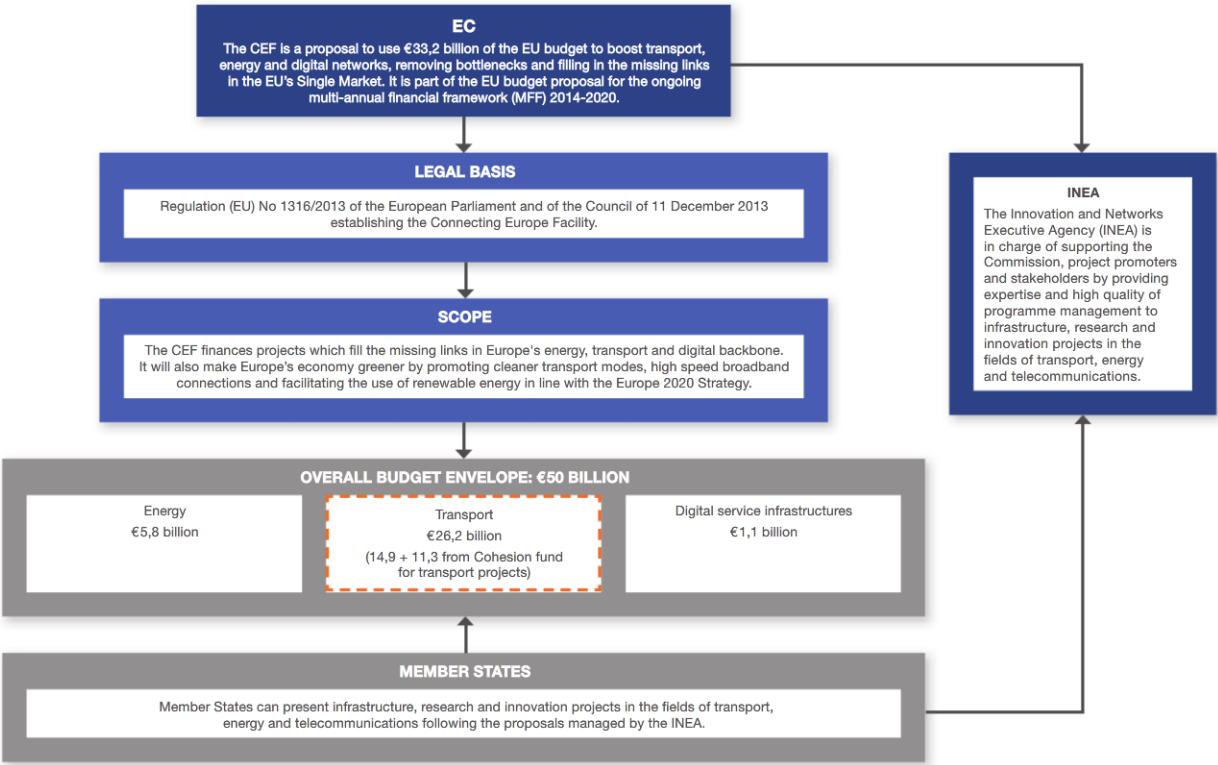 EC
The CEF is a proposal to use €33,2 billion of the EU budget to boost transport,
energy and digital networks, removing bottlenecks and filling in the missing links
in the EU's Single Market. It is part of the EU budget proposal for the ongoing
multi-annual financial framework (MFF) 2014-2020.
LEGAL BASIS
Regulation (EU) No 1316/2013 of the European Parliament and of the Council of 11 December 2013
establishing the Connecting Europe Facility.
INEA
The Innovation and Networks
Executive Agency (INEA) is
in charge of supporting the
Commission, project promoters
and stakeholders by providing
expertise and high quality of
programme management to
infrastructure, research and
innovation projects in the
fields of transport, energy
and telecommunications.
SCOPE
The CEF finances projects which fill the missing links in Europe's energy, transport and digital backbone.
It will also make Europe's economy greener by promoting cleaner transport modes, high speed broadband
connections and facilitating the use of renewable energy in line with the Europe 2020 Strategy.
OVERALL BUDGET ENVELOPE: €50 BILLION
Energy
€5,8 billion
Transport
€26,2 billion
(14,9 + 11,3 from Cohesion fund
for transport projects)
Digital service infrastructures
€1,1 billion
MEMBER STATES
Member States can present infrastructure, research and innovation projects in the fields of transport,
energy and telecommunications following the proposals managed by the INEA.